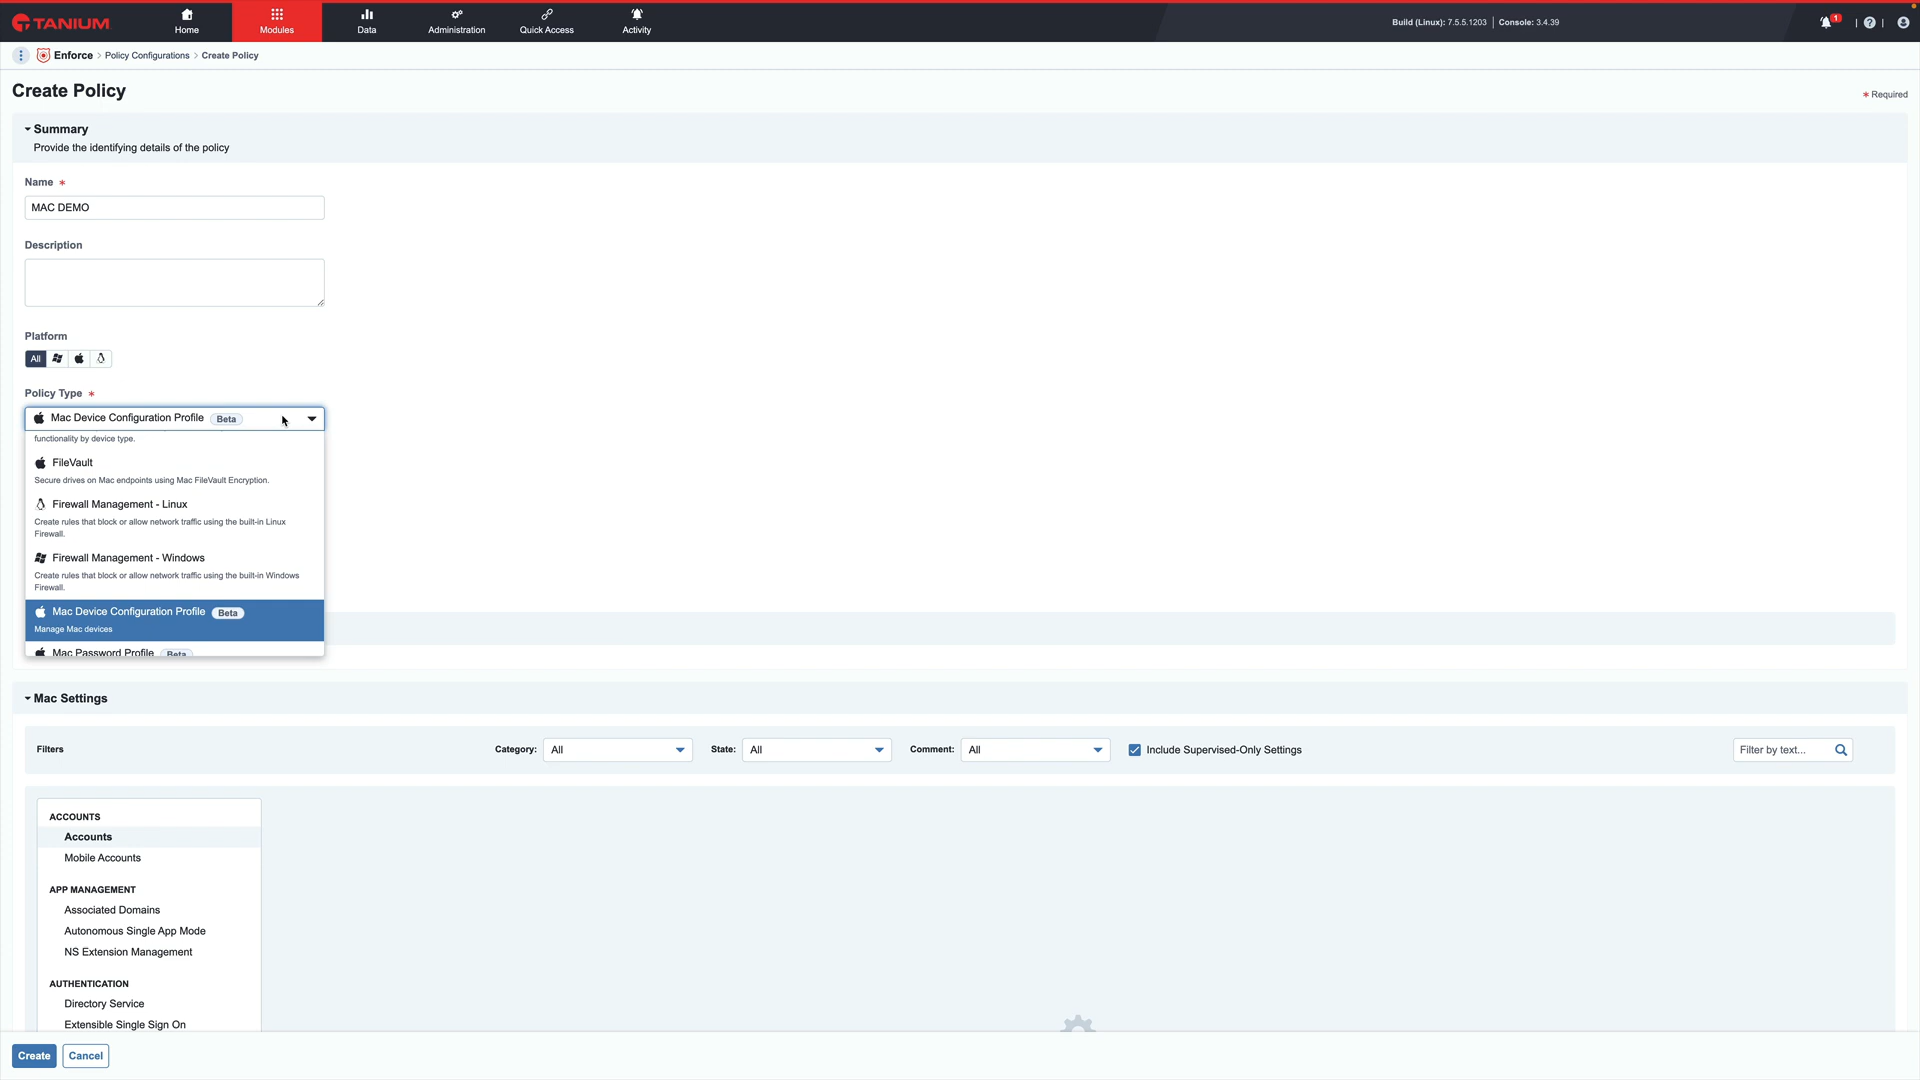 TANIUM
Home
Modules
Data
Administration
Quick Access
Activity
Build (Linux): 7.5.5.1203 | Console: 3.4.39
1
Enforce > Policy Configurations > Create Policy
Create Policy
* Required
Summary
Provide the identifying details of the policy
Name *
MAC DEMO
Description
Platform
All
Policy Type *
Mac Device Configuration Profile Beta
functionality by device type.
FileVault
Secure drives on Mac endpoints using Mac FileVault Encryption.
Firewall Management - Linux
Create rules that block or allow network traffic using the built-in Linux
Firewall.
Firewall Management - Windows
Create rules that block or allow network traffic using the built-in Windows
Firewall.
Mac Device Configuration Profile Beta
Manage Mac devices
Mac Password Profile Beta
Mac Settings
Filters
Category: All
State: All
Comment: All
Include Supervised-Only Settings
Filter by text...
ACCOUNTS
Accounts
Mobile Accounts
APP MANAGEMENT
Associated Domains
Autonomous Single App Mode
NS Extension Management
AUTHENTICATION
Directory Service
Extensible Single Sign On
Create
Cancel